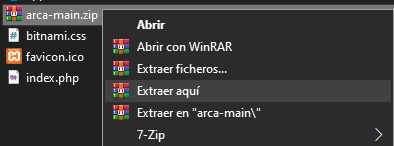 arca-main.zip
bitnami.css
favicon.ico
index.php
Abrir
Abrir con WinRAR
Extraer ficheros...
Extraer aquí
Extraer en "arca-main\"
7-Zip